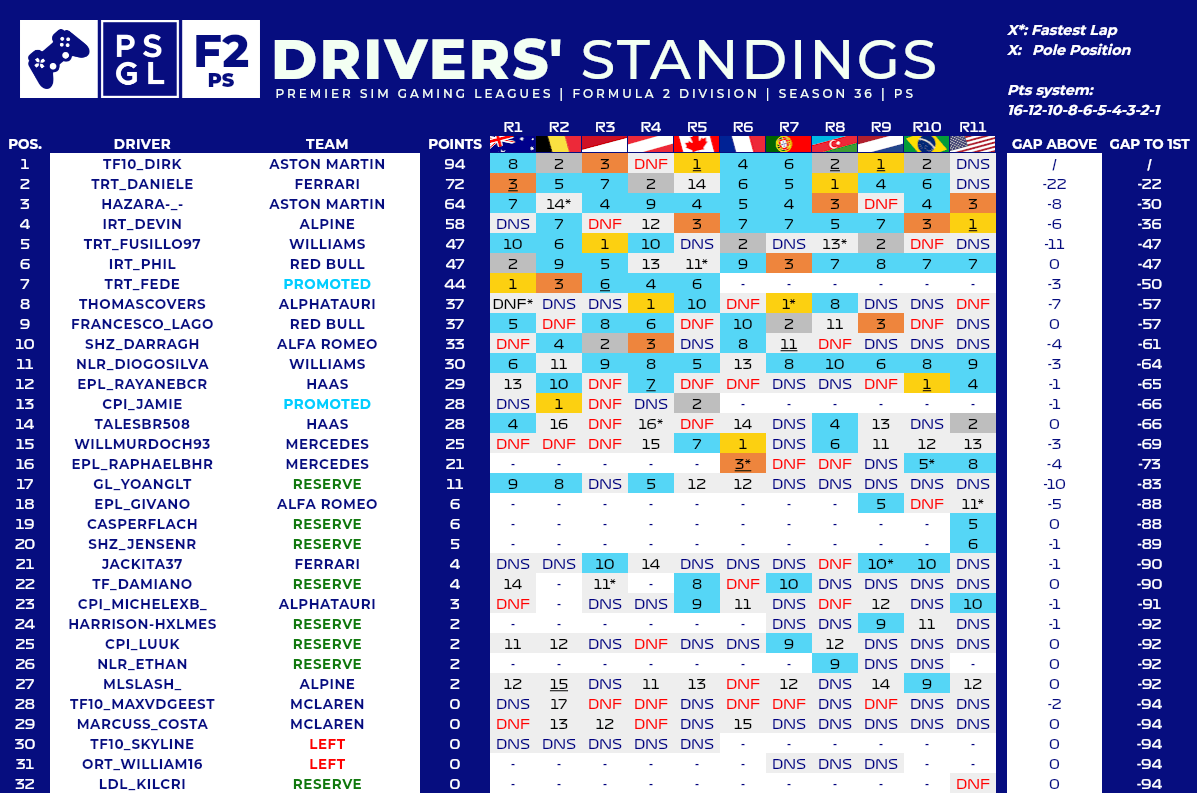 PS
GL
F2
PS
DRIVERS' STANDINGS
PREMIER SIM GAMING LEAGUES | FORMULA 2 DIVISION | SEASON 36 | PS
X*: Fastest Lap
X: Pole Position
Pts system:
16-12-10-8-6-5-4-3-2-1
POS. DRIVER TEAM POINTS R1 R2 R3 R4 R5 R6 R7 R8 R9 R10 R11 GAP ABOVE GAP TO 1ST
1 TF10_DIRK ASTON MARTIN 94 8 2 3 DNF 1 4 6 2 1 2 DNS / /
2 TRT_DANIELE FERRARI 72 3 5 7 2 14 6 5 1 4 6 DNS -22 -22
3 HAZARA-_- ASTON MARTIN 64 7 14* 4 9 4 5 4 3 DNF 4 3 -8 -30
4 IRT_DEVIN ALPINE 58 DNS 7 DNF 12 3 7 7 5 7 3 1 -6 -36
5 TRT_FUSILLO97 WILLIAMS 47 10 6 1 10 DNS 2 DNS 13* 2 DNF DNS -11 -47
6 IRT_PHIL RED BULL 47 2 9 5 13 11* 9 3 7 8 7 7 0 -47
7 TRT_FEDE PROMOTED 44 1 3 6 4 6 - - - - - - -3 -50
8 THOMASCOVERS ALPHATAURI 37 DNF* DNS DNS 1 10 DNF 1* 8 DNS DNS DNF -7 -57
9 FRANCESCO_LAGO RED BULL 37 5 DNF 8 6 DNF 10 2 11 3 DNF DNS 0 -57
10 SHZ_DARRAGH ALFA ROMEO 33 DNF 4 2 3 DNS 8 11 DNF DNS DNS DNS -4 -61
11 NLR_DIOGOSILVA WILLIAMS 30 6 11 9 8 5 13 8 10 6 8 9 -3 -64
12 EPL_RAYANEBCR HAAS 29 13 10 DNF 7 DNF DNF DNS DNS DNF 1 4 -1 -65
13 CPI_JAMIE PROMOTED 28 DNS 1 DNF DNS 2 - - - - - - -1 -66
14 TALESBR508 HAAS 28 4 16 DNF 16* DNF 14 DNS 4 13 DNS 2 0 -66
15 WILLMURDOCH93 MERCEDES 25 DNF DNF DNF 15 7 1 DNS 6 11 12 13 -3 -69
16 EPL_RAPHAELBHR MERCEDES 21 - - - - - 3* DNF DNF DNS 5* 8 -4 -73
17 GL_YOANGLT RESERVE 11 9 8 DNS 5 12 12 DNS DNS DNS DNS DNS -10 -83
18 EPL_GIVANO ALFA ROMEO 6 - - - - - - - - 5 DNF 11* -5 -88
19 CASPERFLACH RESERVE 6 - - - - - - - - - - 5 0 -88
20 SHZ_JENSENR RESERVE 5 - - - - - - - - - - 6 -1 -89
21 JACKITA37 FERRARI 4 DNS DNS 10 14 DNS DNS DNS DNF 10* 10 DNS -1 -90
22 TF_DAMIANO RESERVE 4 14 - 11* - 8 DNF 10 DNS DNS DNS DNS 0 -90
23 CPI_MICHELEXB_ ALPHATAURI 3 DNF - DNS DNS 9 11 DNS DNF 12 DNS 10 -1 -91
24 HARRISON-HXLMES RESERVE 2 - - - - - - DNS DNS 9 11 DNS -1 -92
25 CPI_LUUK RESERVE 2 11 12 DNS DNF DNS DNS 9 12 DNS DNS DNS 0 -92
26 NLR_ETHAN RESERVE 2 - - - - - - - 9 DNS DNS - 0 -92
27 MLSLASH_ ALPINE 2 12 15 DNS 11 13 DNF 12 DNS 14 9 12 0 -92
28 TF10_MAXVDGEEST MCLAREN 0 DNS 17 DNF DNF DNS DNF DNF DNS DNF DNS DNS -2 -94
29 MARCUSS_COSTA MCLAREN 0 DNF 13 12 DNF DNS 15 DNS DNS DNS DNS DNS 0 -94
30 TF10_SKYLINE LEFT 0 DNS DNS DNS DNS DNS - - - - - - 0 -94
31 ORT_WILLIAM16 LEFT 0 - - - - - - DNS DNS DNS - - 0 -94
32 LDL_KILCRI RESERVE 0 - - - - - - - - - - DNF 0 -94